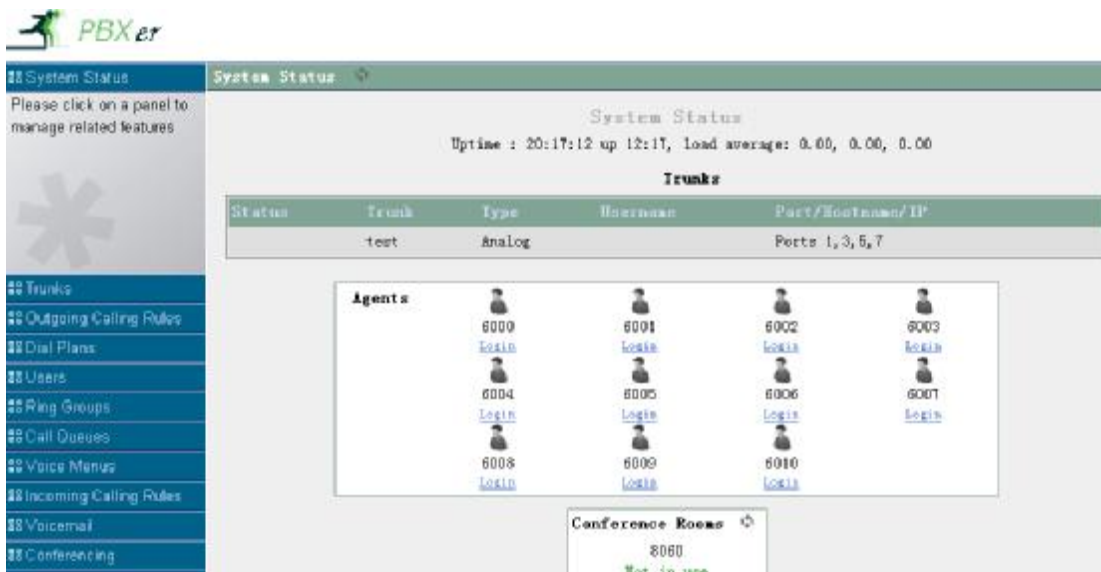 PBX er
System Status
Please click on a panel to
manage related features
Trunks
Outgoing Calling Rules
Dial Plans
Users
Ring Groups
Call Queues
Voice Menus
Incoming Calling Rules
Voicemail
Conferencing
System Status
System Status
Uptime : 20:17:12 up 12:17, load average: 0.00, 0.00, 0.00
Trunks
Status Trunk Type Username Port/Hostname/IP
test Analog Ports 1,3,5,7
Agents
6000 6001 6002 6003
Login Login Login Login
6004 6005 6006 6007
Login Login Login Login
6008 6009 6010
Login Login Login
Conference Rooms
8060
Not in use